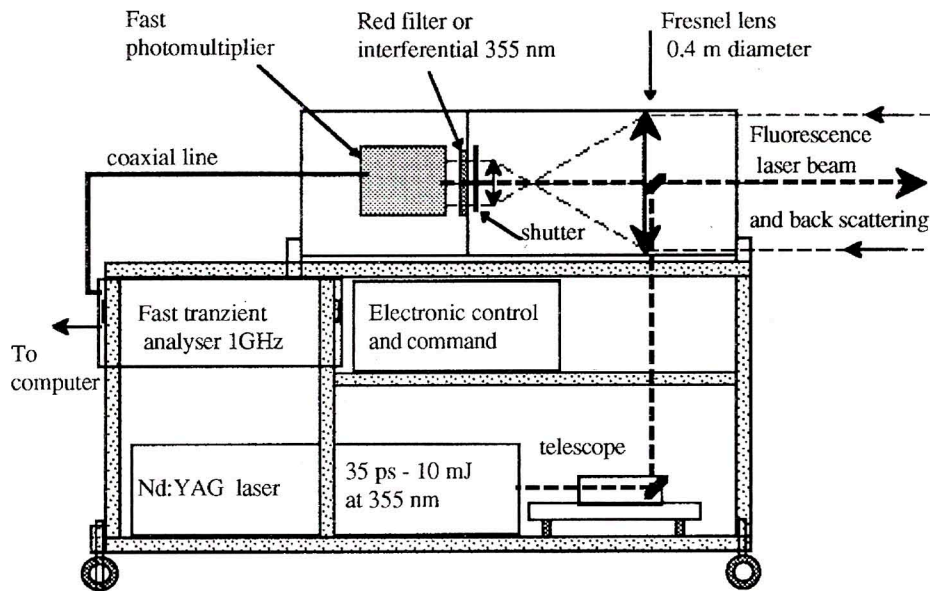 Fast
photomultiplier
Red filter or
interferential 355 nm
Fresnel lens
0.4 m diameter
coaxial line
Fluorescence
laser beam
shutter
and back scattering
Fast tranzient
analyser 1GHz
Electronic control
and command
To
computer
telescope
Nd:YAG laser
35 ps - 10 mJ
at 355 nm